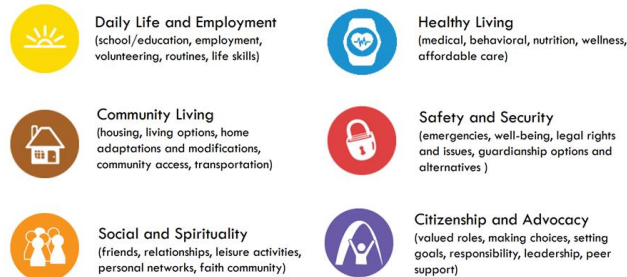 Daily Life and Employment
(school/education, employment,
volunteering, routines, life skills)
Healthy Living
(medical, behavioral, nutrition, wellness,
affordable care)
Community Living
(housing, living options, home
adaptations and modifications,
community access, transportation)
Safety and Security
(emergencies, well-being, legal rights
and issues, guardianship options and
alternatives )
Social and Spirituality
(friends, relationships, leisure activities,
personal networks, faith community)
Citizenship and Advocacy
(valued roles, making choices, setting
goals, responsibility, leadership, peer
support)